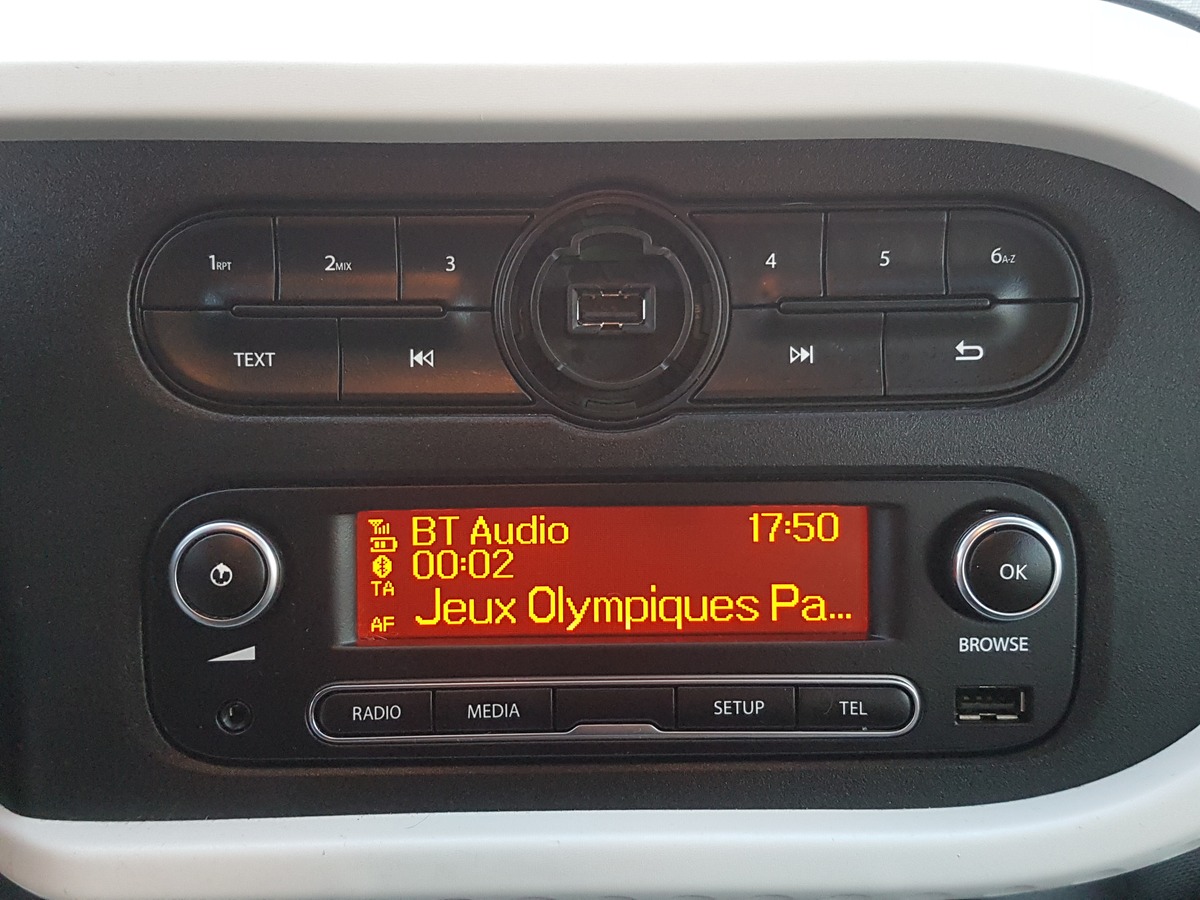 1RPT 2MIX 3 4 5 6A-Z
TEXT
BT Audio 17:50
00:02
TA
Jeux Olympiques Pa...
AF
OK
BROWSE
RADIO MEDIA SETUP TEL